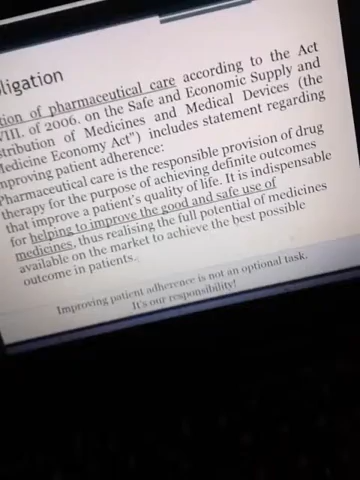 ligation
tion of pharmaceutical care according to the Act
VIII. of 2006. on the Safe and Economic Supply and
stribution of Medicines and Medical Devices (the
Medicine Economy Act") includes statement regarding
mproving patient adherence:
Pharmaceutical care is the responsible provision of drug
therapy for the purpose of achieving definite outcomes
that improve a patient's quality of life. It is indispensable
for helping to improve the good and safe use of
medicines, thus realising the full potential of medicines
available on the market to achieve the best possible
outcome in patients.
Improving patient adherence is not an optional task.
It's our responsibility!